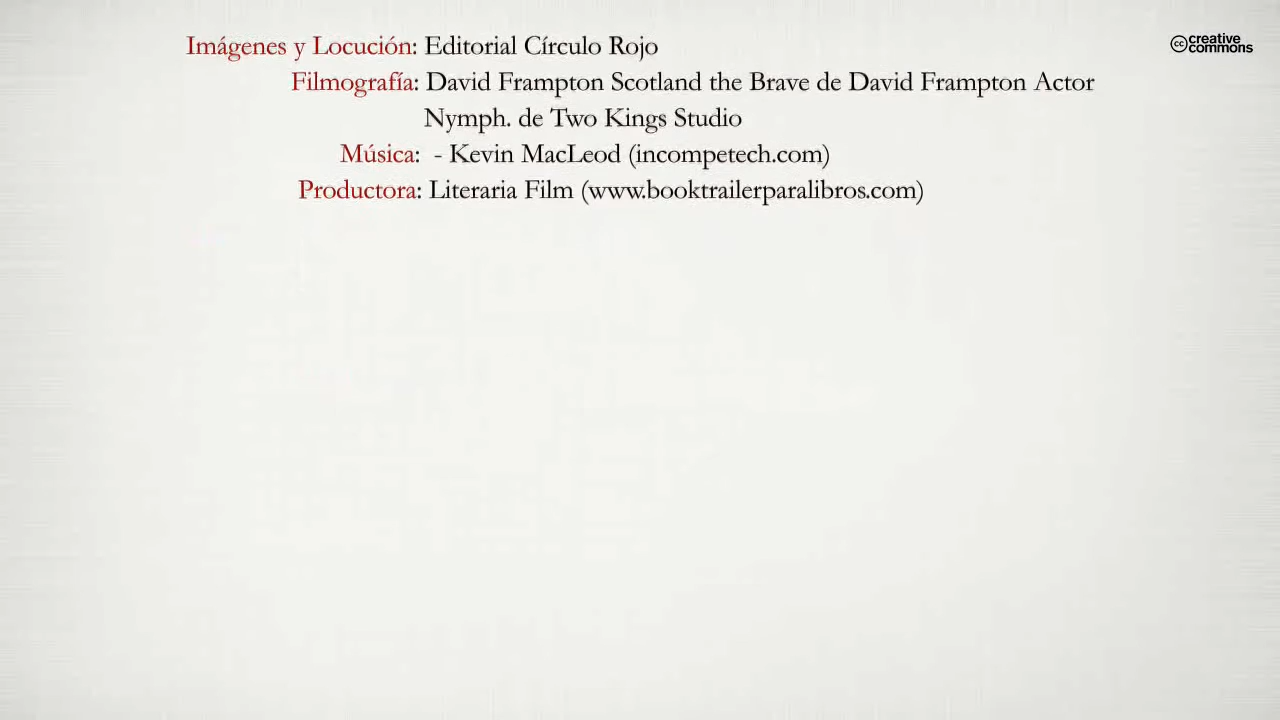 Imágenes y Locución: Editorial Círculo Rojo
Filmografía: David Frampton Scotland the Brave de David Frampton Actor
Nymph. de Two Kings Studio
Música: - Kevin MacLeod (incompetech.com)
Productora: Literaria Film (www.booktrailerparalibros.com)
cc creative
commons